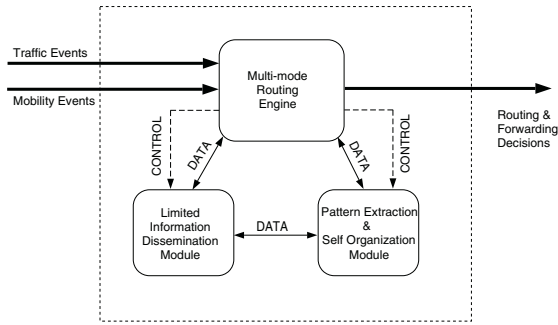 Traffic Events
Mobility Events
Multi-mode
Routing
Engine
Routing &
Forwarding
Decisions
CONTROL
DATA
DATA
CONTROL
Limited
Information
Dissemination
Module
DATA
Pattern Extraction
&
Self Organization
Module